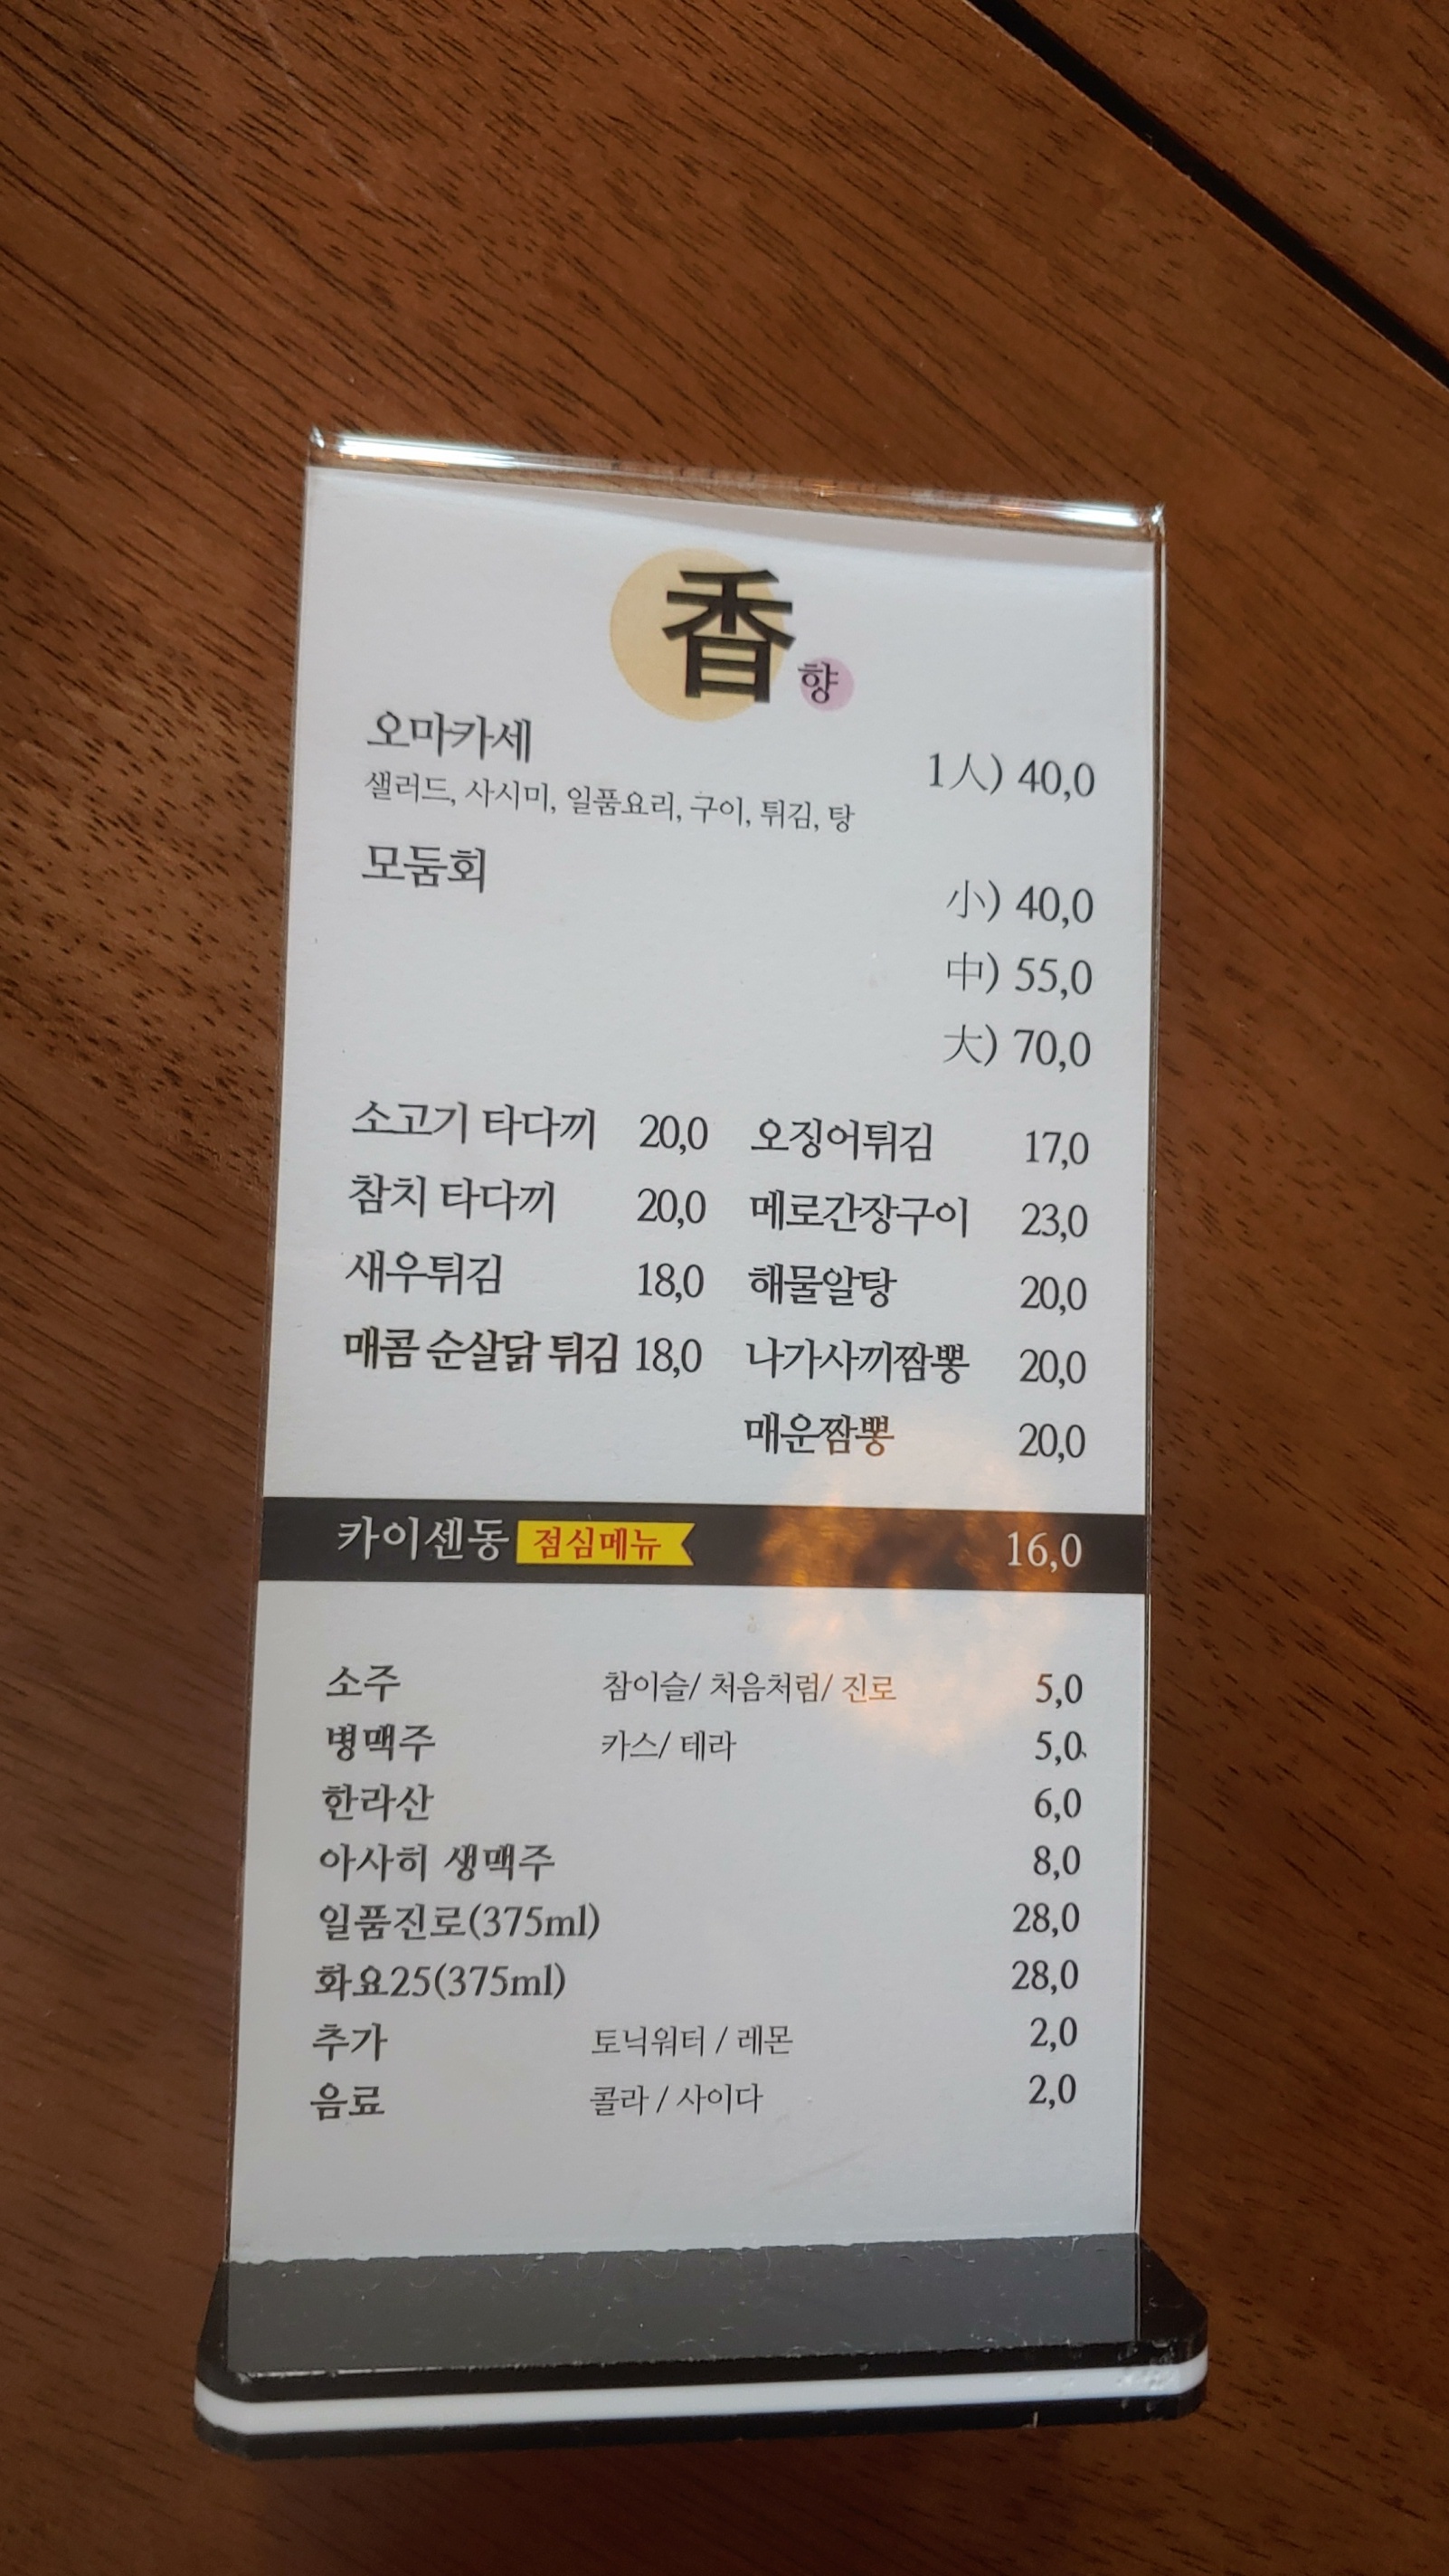 香
향
오마카세 1人) 40,0
샐러드, 사시미, 일품요리, 구이, 튀김, 탕
모둠회
小) 40,0
中) 55,0
大) 70,0
소고기 타다끼 20,0 오징어튀김 17,0
참치 타다끼 20,0 메로간장구이 23,0
새우튀김 18,0 해물알탕 20,0
매콤 순살닭 튀김 18,0 나가사끼짬뽕 20,0
매운짬뽕 20,0
카이센동 점심메뉴 16,0
소주 참이슬/ 처음처럼/ 진로 5,0
병맥주 카스/ 테라 5,0
한라산 6,0
아사히 생맥주 8,0
일품진로(375ml) 28,0
화요25(375ml) 28,0
추가 토닉워터 / 레몬 2,0
음료 콜라 / 사이다 2,0